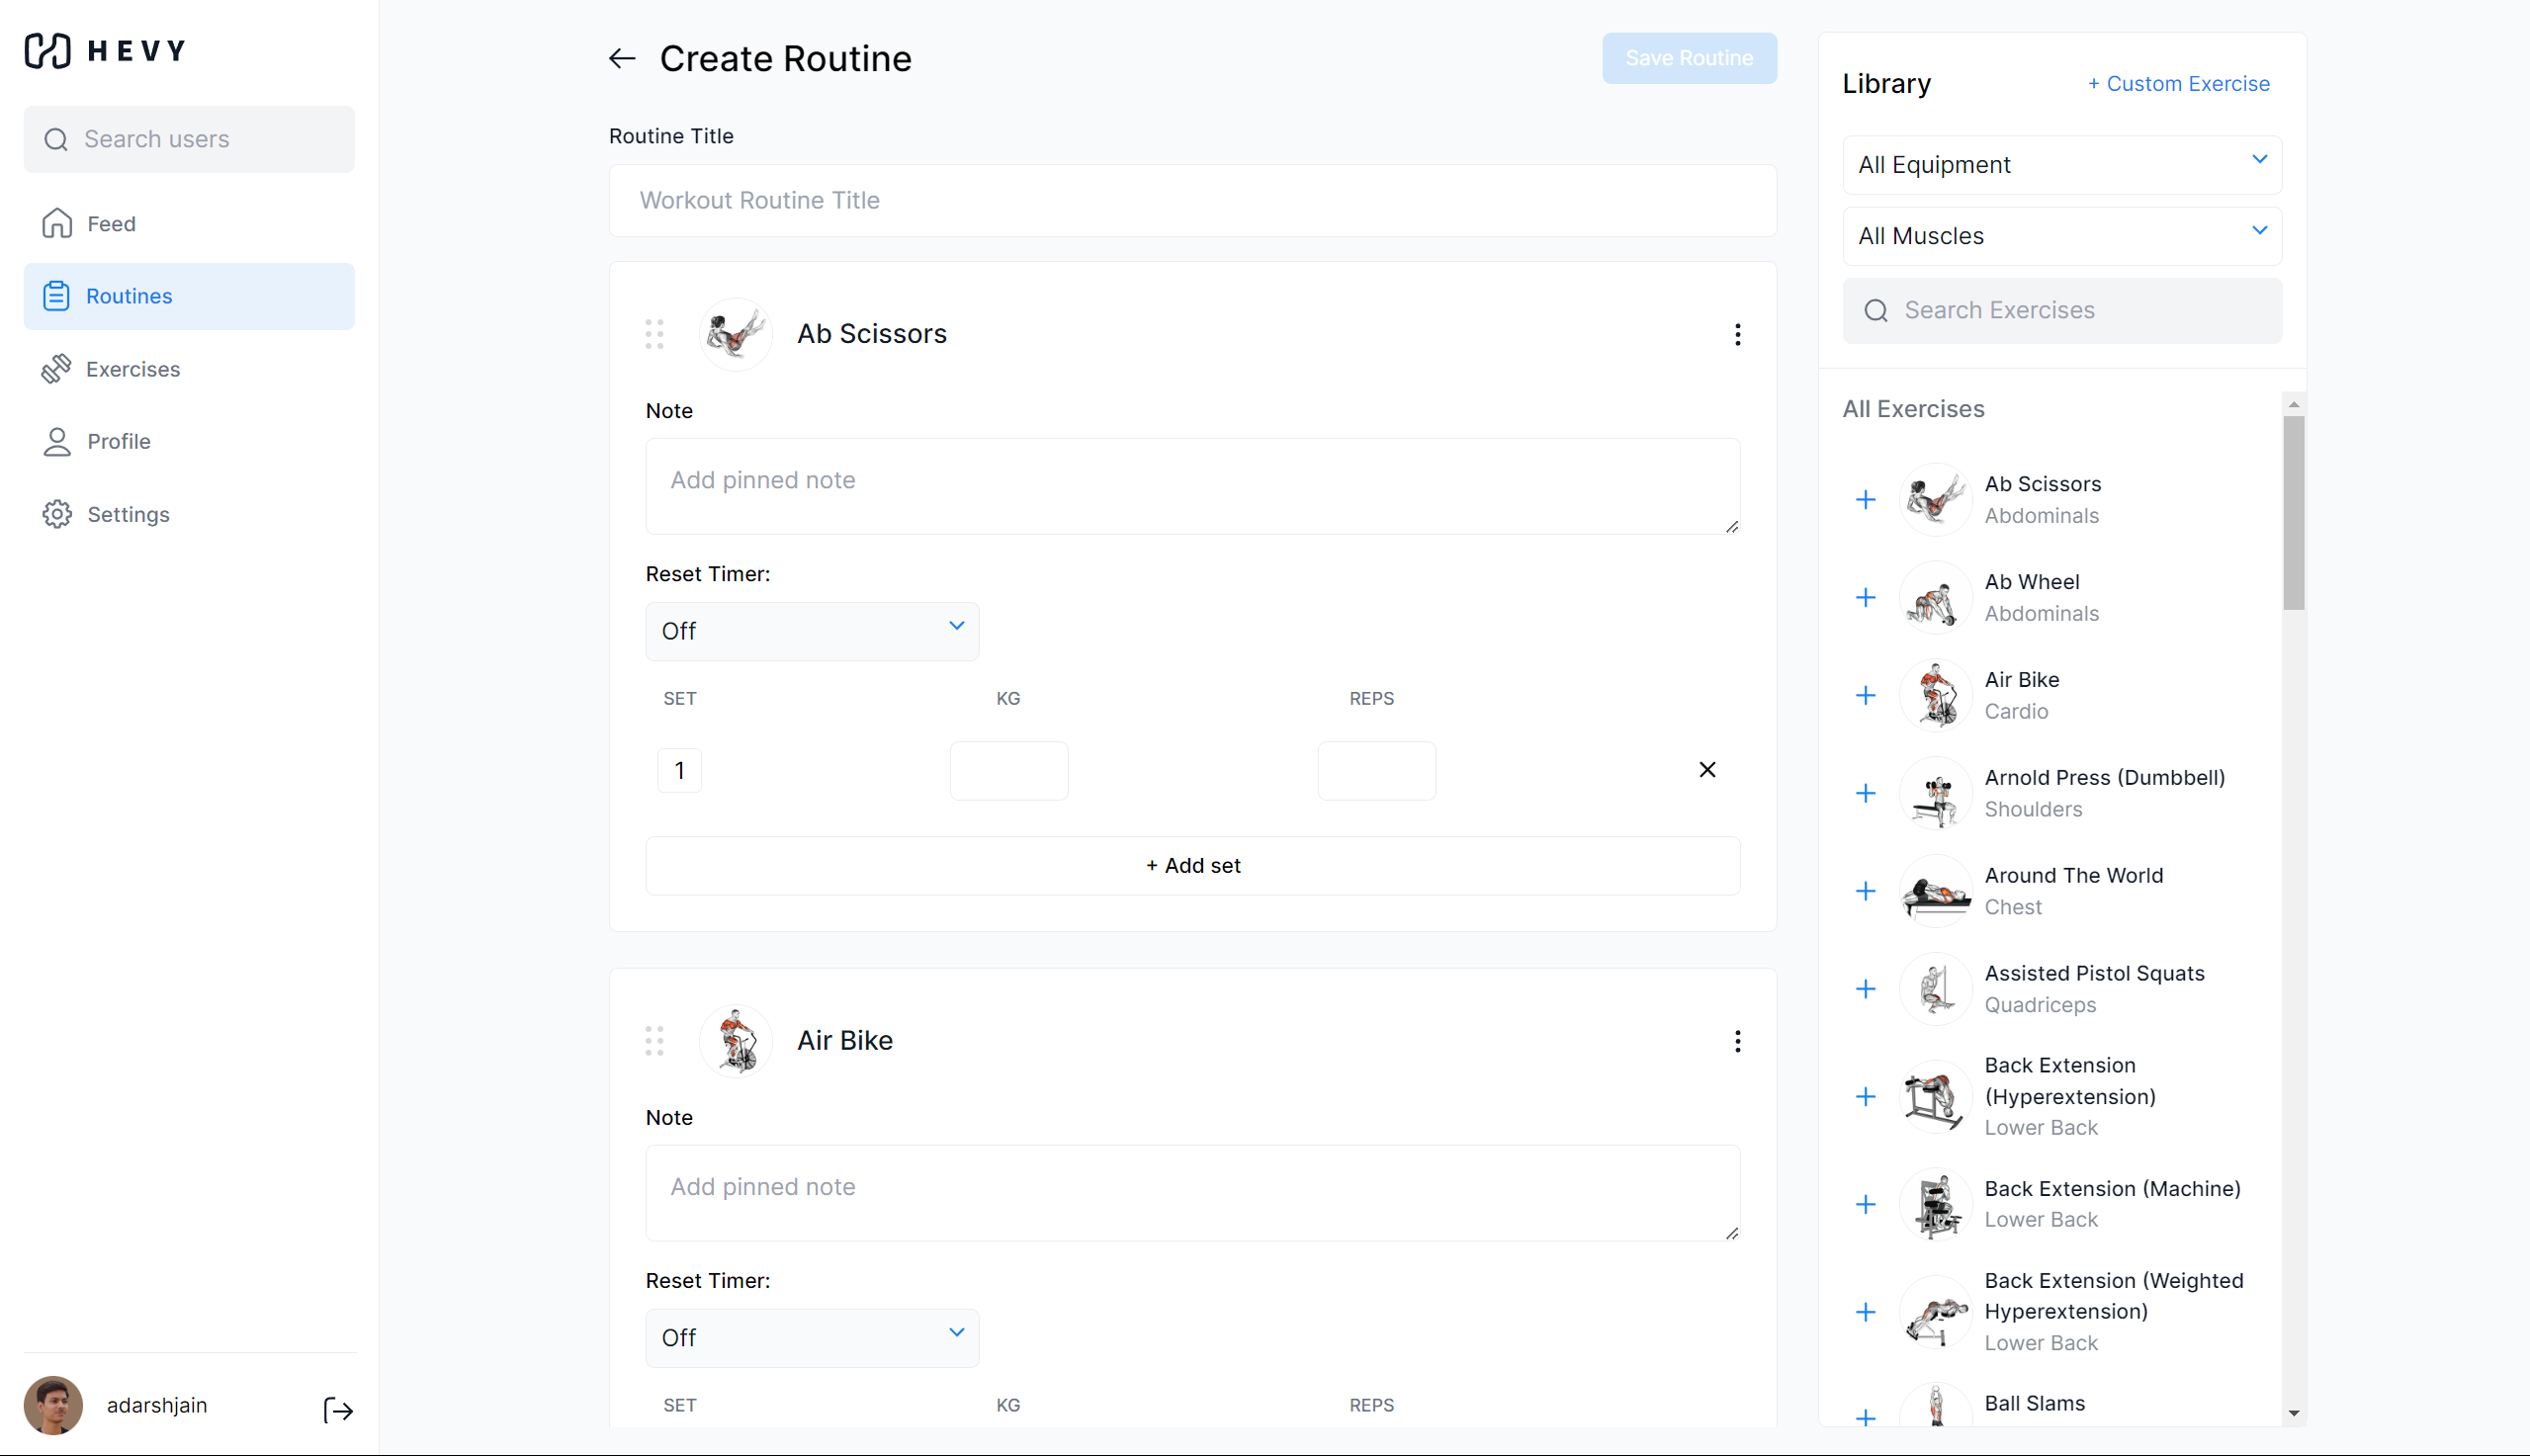 HEVY
Search users
Feed
Routines
Exercises
Profile
Settings
adarshjain
Create Routine
Save Routine
Routine Title
Workout Routine Title
Ab Scissors
Note
Add pinned note
Reset Timer:
Off
SET KG REPS
1
+ Add set
Air Bike
Note
Add pinned note
Reset Timer:
Off
SET KG REPS
Library
+ Custom Exercise
All Equipment
All Muscles
Search Exercises
All Exercises
Ab Scissors
Abdominals
Ab Wheel
Abdominals
Air Bike
Cardio
Arnold Press (Dumbbell)
Shoulders
Around The World
Chest
Assisted Pistol Squats
Quadriceps
Back Extension
(Hyperextension)
Lower Back
Back Extension (Machine)
Lower Back
Back Extension (Weighted
Hyperextension)
Lower Back
Ball Slams